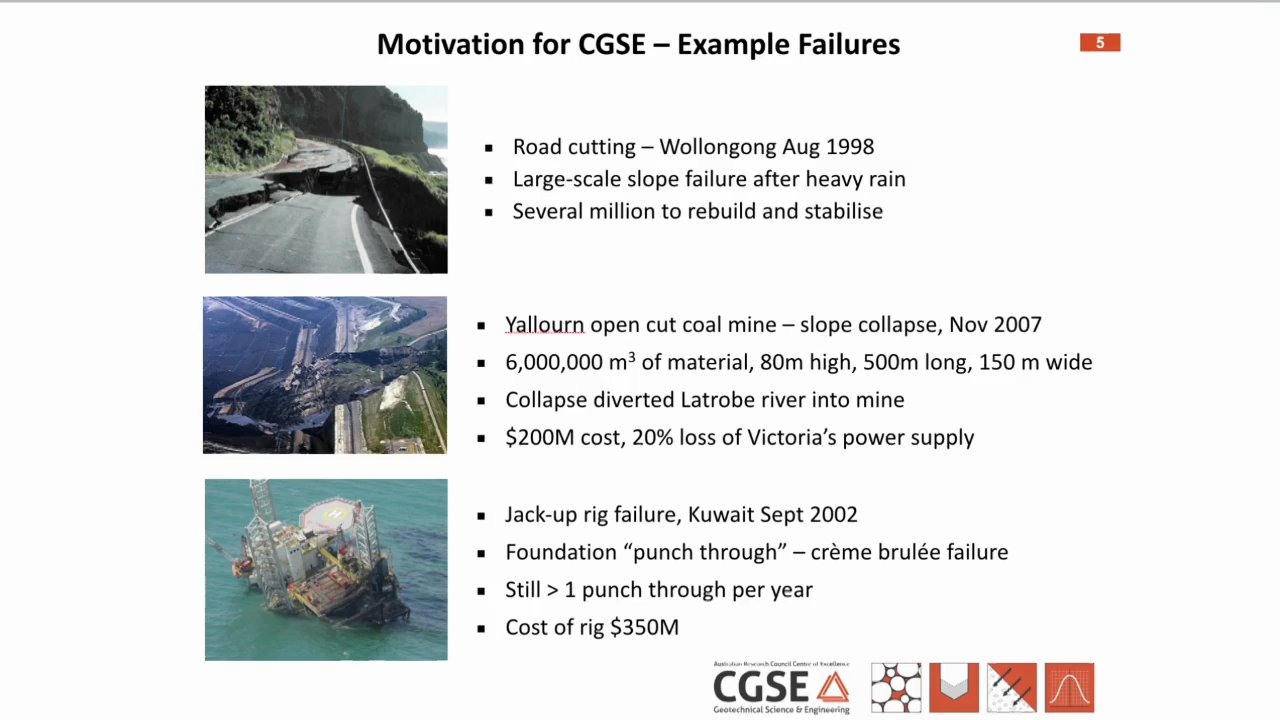 Motivation for CGSE – Example Failures
5
▪ Road cutting – Wollongong Aug 1998
▪ Large-scale slope failure after heavy rain
▪ Several million to rebuild and stabilise
▪ Yallourn open cut coal mine – slope collapse, Nov 2007
▪ 6,000,000 m³ of material, 80m high, 500m long, 150 m wide
▪ Collapse diverted Latrobe river into mine
▪ $200M cost, 20% loss of Victoria’s power supply
▪ Jack-up rig failure, Kuwait Sept 2002
▪ Foundation “punch through” – crème brulée failure
▪ Still > 1 punch through per year
▪ Cost of rig $350M
H
Australian Research Council Centre of Excellence
CGSE
Geotechnical Science & Engineering